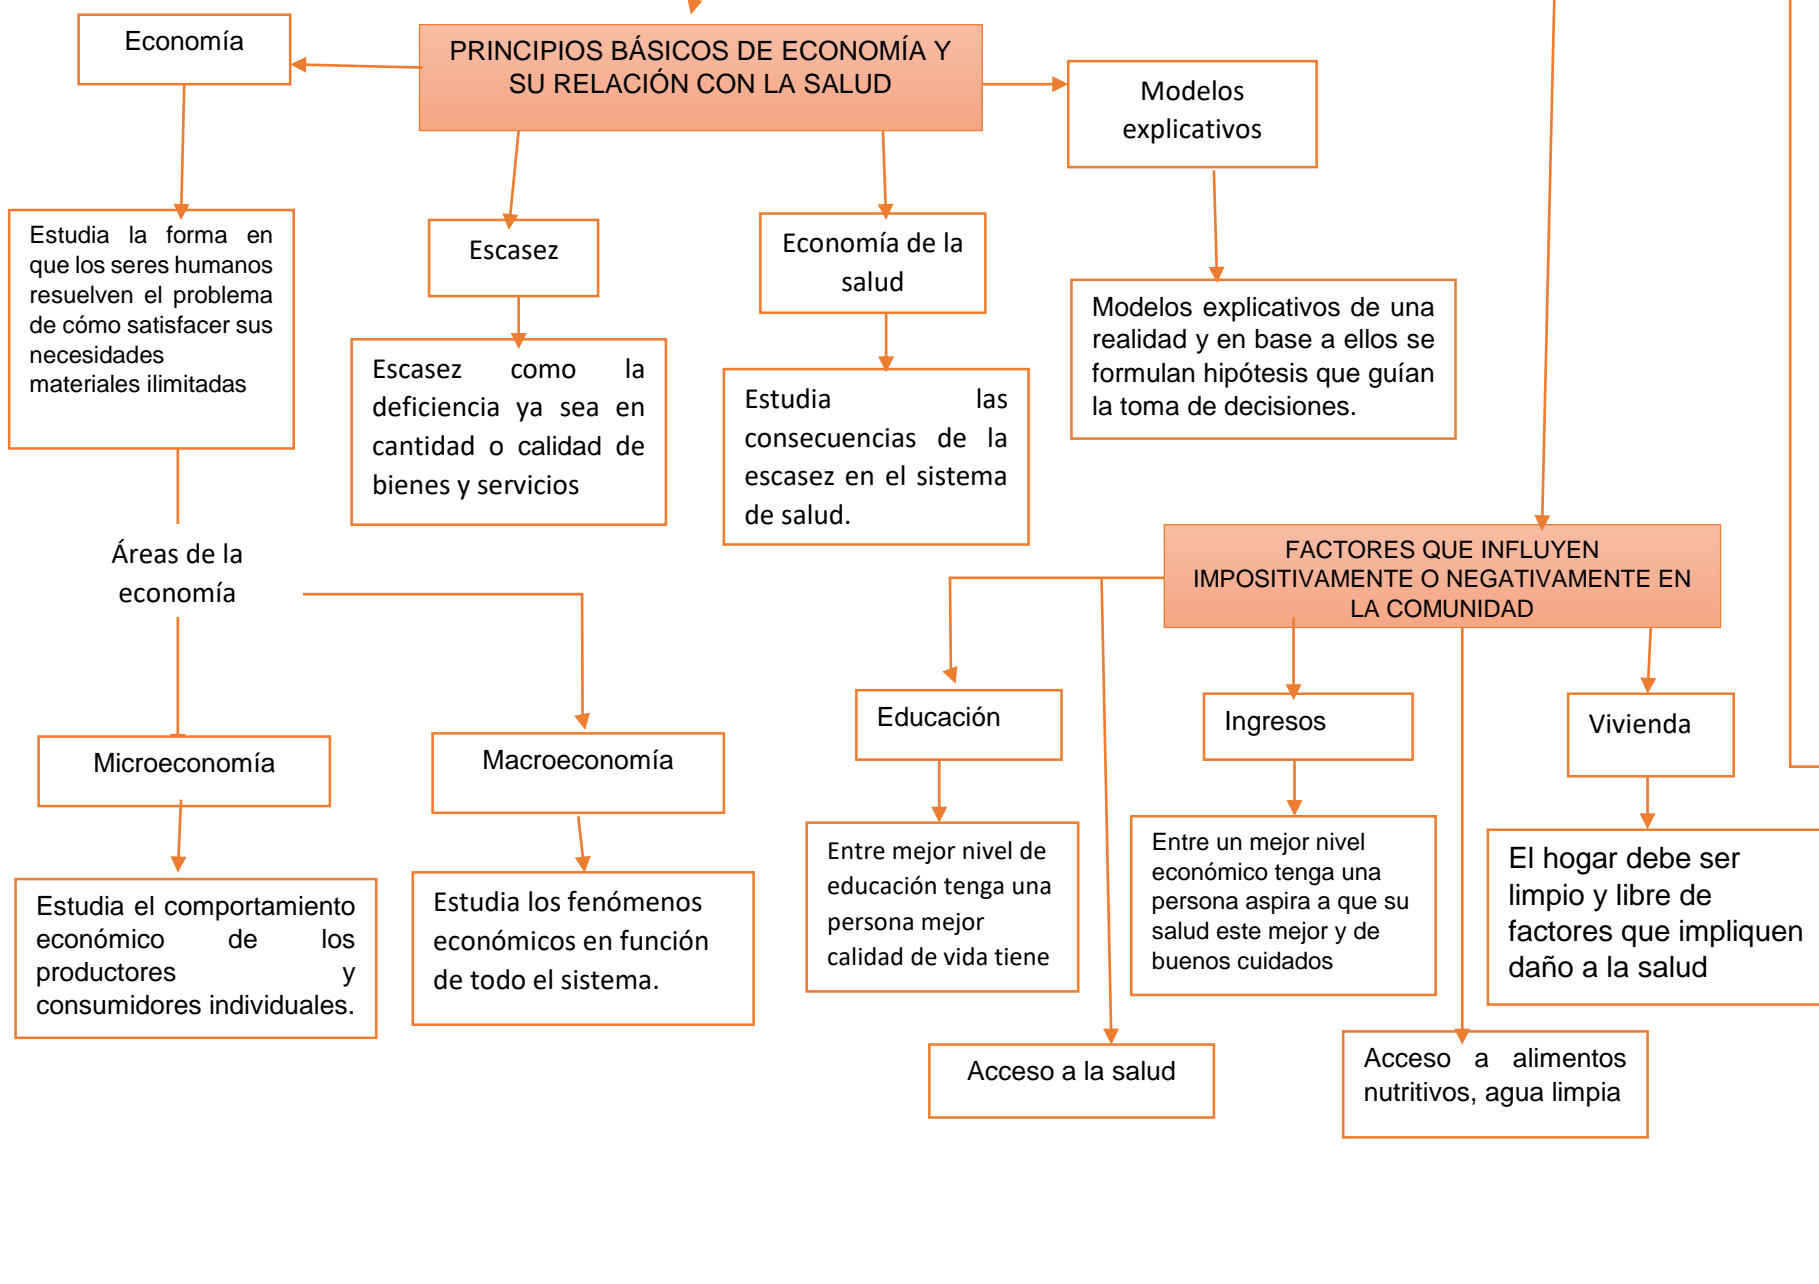 Economía
PRINCIPIOS BÁSICOS DE ECONOMÍA Y
SU RELACIÓN CON LA SALUD
Modelos
explicativos
Estudia la forma en
que los seres humanos
resuelven el problema
de cómo satisfacer sus
necesidades
materiales ilimitadas
Escasez
Economía de la
salud
Escasez como la
deficiencia ya sea en
cantidad o calidad de
bienes y servicios
Estudia las
consecuencias de la
escasez en el sistema
de salud.
Modelos explicativos de una
realidad y en base a ellos se
formulan hipótesis que guían
la toma de decisiones.
Áreas de la
economía
Microeconomía
Macroeconomía
Estudia el comportamiento
económico de los
productores y
consumidores individuales.
Estudia los fenómenos
económicos en función
de todo el sistema.
FACTORES QUE INFLUYEN
IMPOSITIVAMENTE O NEGATIVAMENTE EN
LA COMUNIDAD
Educación
Ingresos
Vivienda
Entre mejor nivel de
educación tenga una
persona mejor
calidad de vida tiene
Entre un mejor nivel
económico tenga una
persona aspira a que su
salud este mejor y de
buenos cuidados
El hogar debe ser
limpio y libre de
factores que impliquen
daño a la salud
Acceso a la salud
Acceso a alimentos
nutritivos, agua limpia